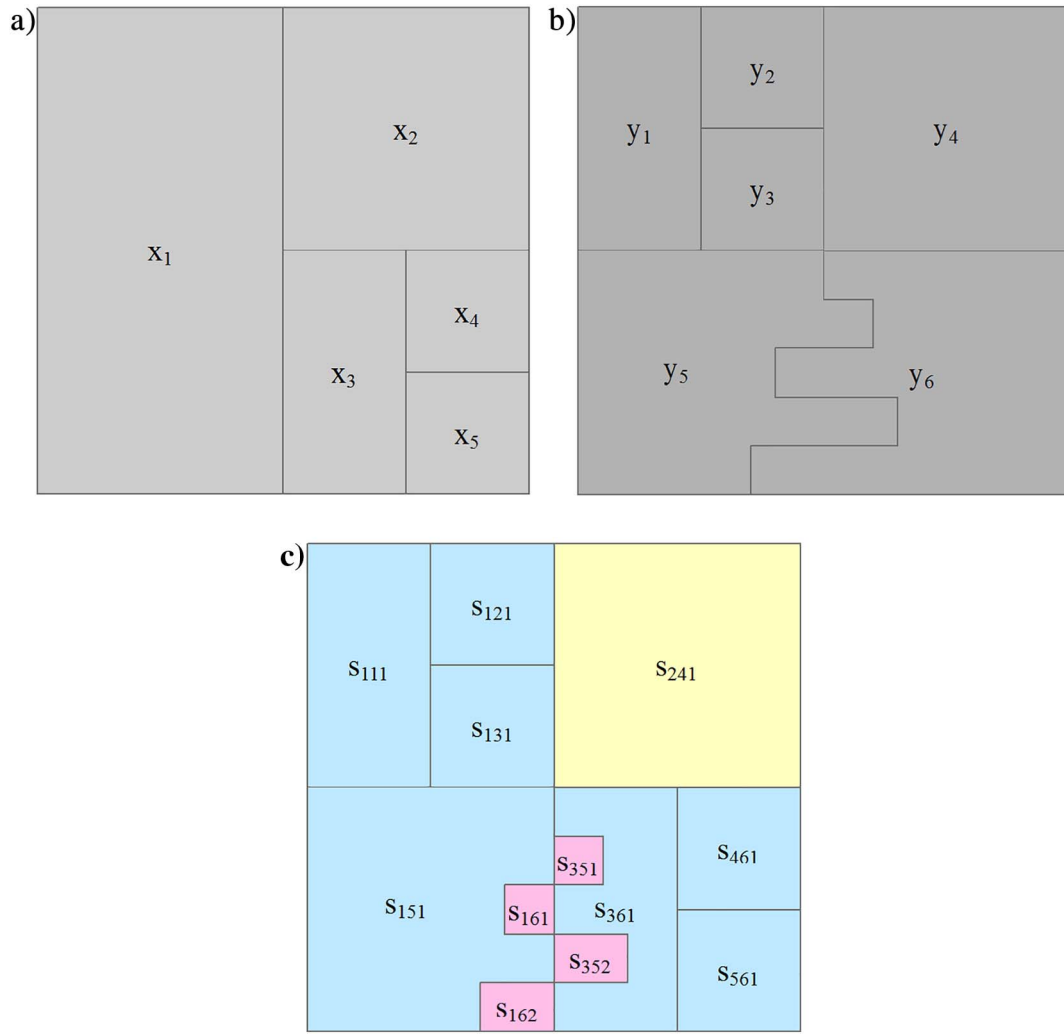 a)
x₁
x₂
x₃
x₄
x₅
b)
y₁
y₂
y₃
y₄
y₅
y₆
c)
s₁₁₁
s₁₂₁
s₁₃₁
s₂₄₁
s₁₅₁
s₃₅₁
s₁₆₁
s₃₆₁
s₃₅₂
s₁₆₂
s₄₆₁
s₅₆₁